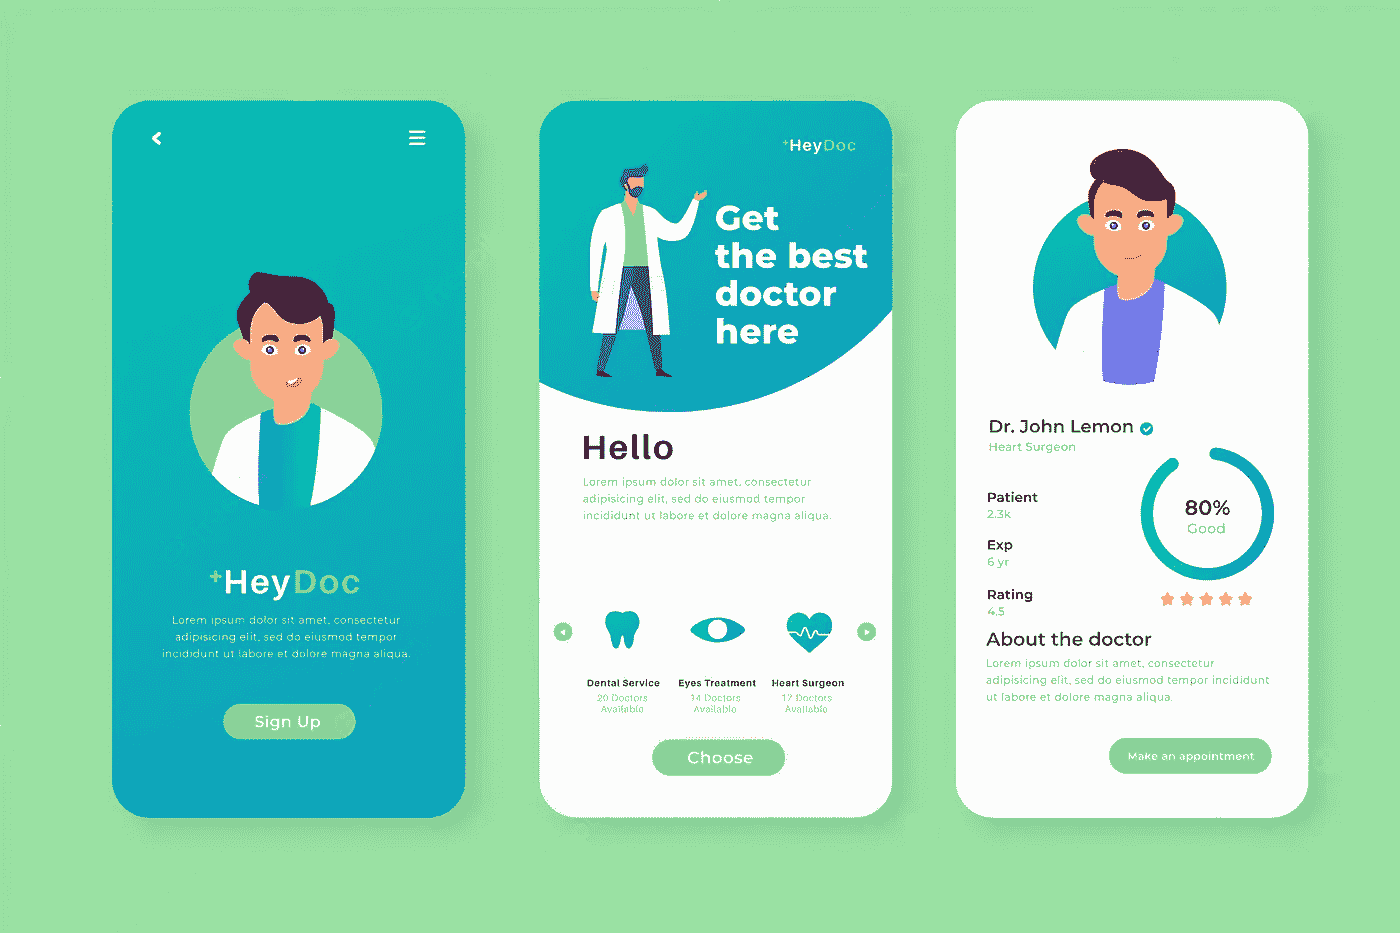 +HeyDoc
Lorem ipsum dolor sit amet, consectetur
adipisicing elit, sed do eiusmod tempor
incididunt ut labore et dolore magna aliqua.
Sign Up
+HeyDoc
Get
the best
doctor
here
Hello
Lorem ipsum dolor sit amet, consectetur
adipisicing elit, sed do eiusmod tempor
incididunt ut labore et dolore magna aliqua.
Dental Service
20 Doctors
Available
Eyes Treatment
14 Doctors
Available
Heart Surgeon
12 Doctors
Available
Choose
Dr. John Lemon
Heart Surgeon
Patient
2.3k
Exp
6 yr
Rating
4.5
80%
Good
About the doctor
Lorem ipsum dolor sit amet, consectetur
adipisicing elit, sed do eiusmod tempor incididunt
ut labore et dolore magna aliqua.
Make an appointment